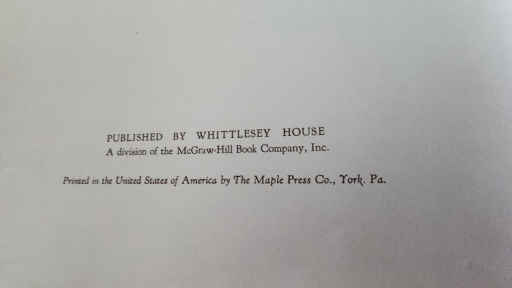 PUBLISHED BY WHITTLESEY HOUSE
A division of the McGraw-Hill Book Company, Inc.
Printed in the United States of America by The Maple Press Co., York, Pa.